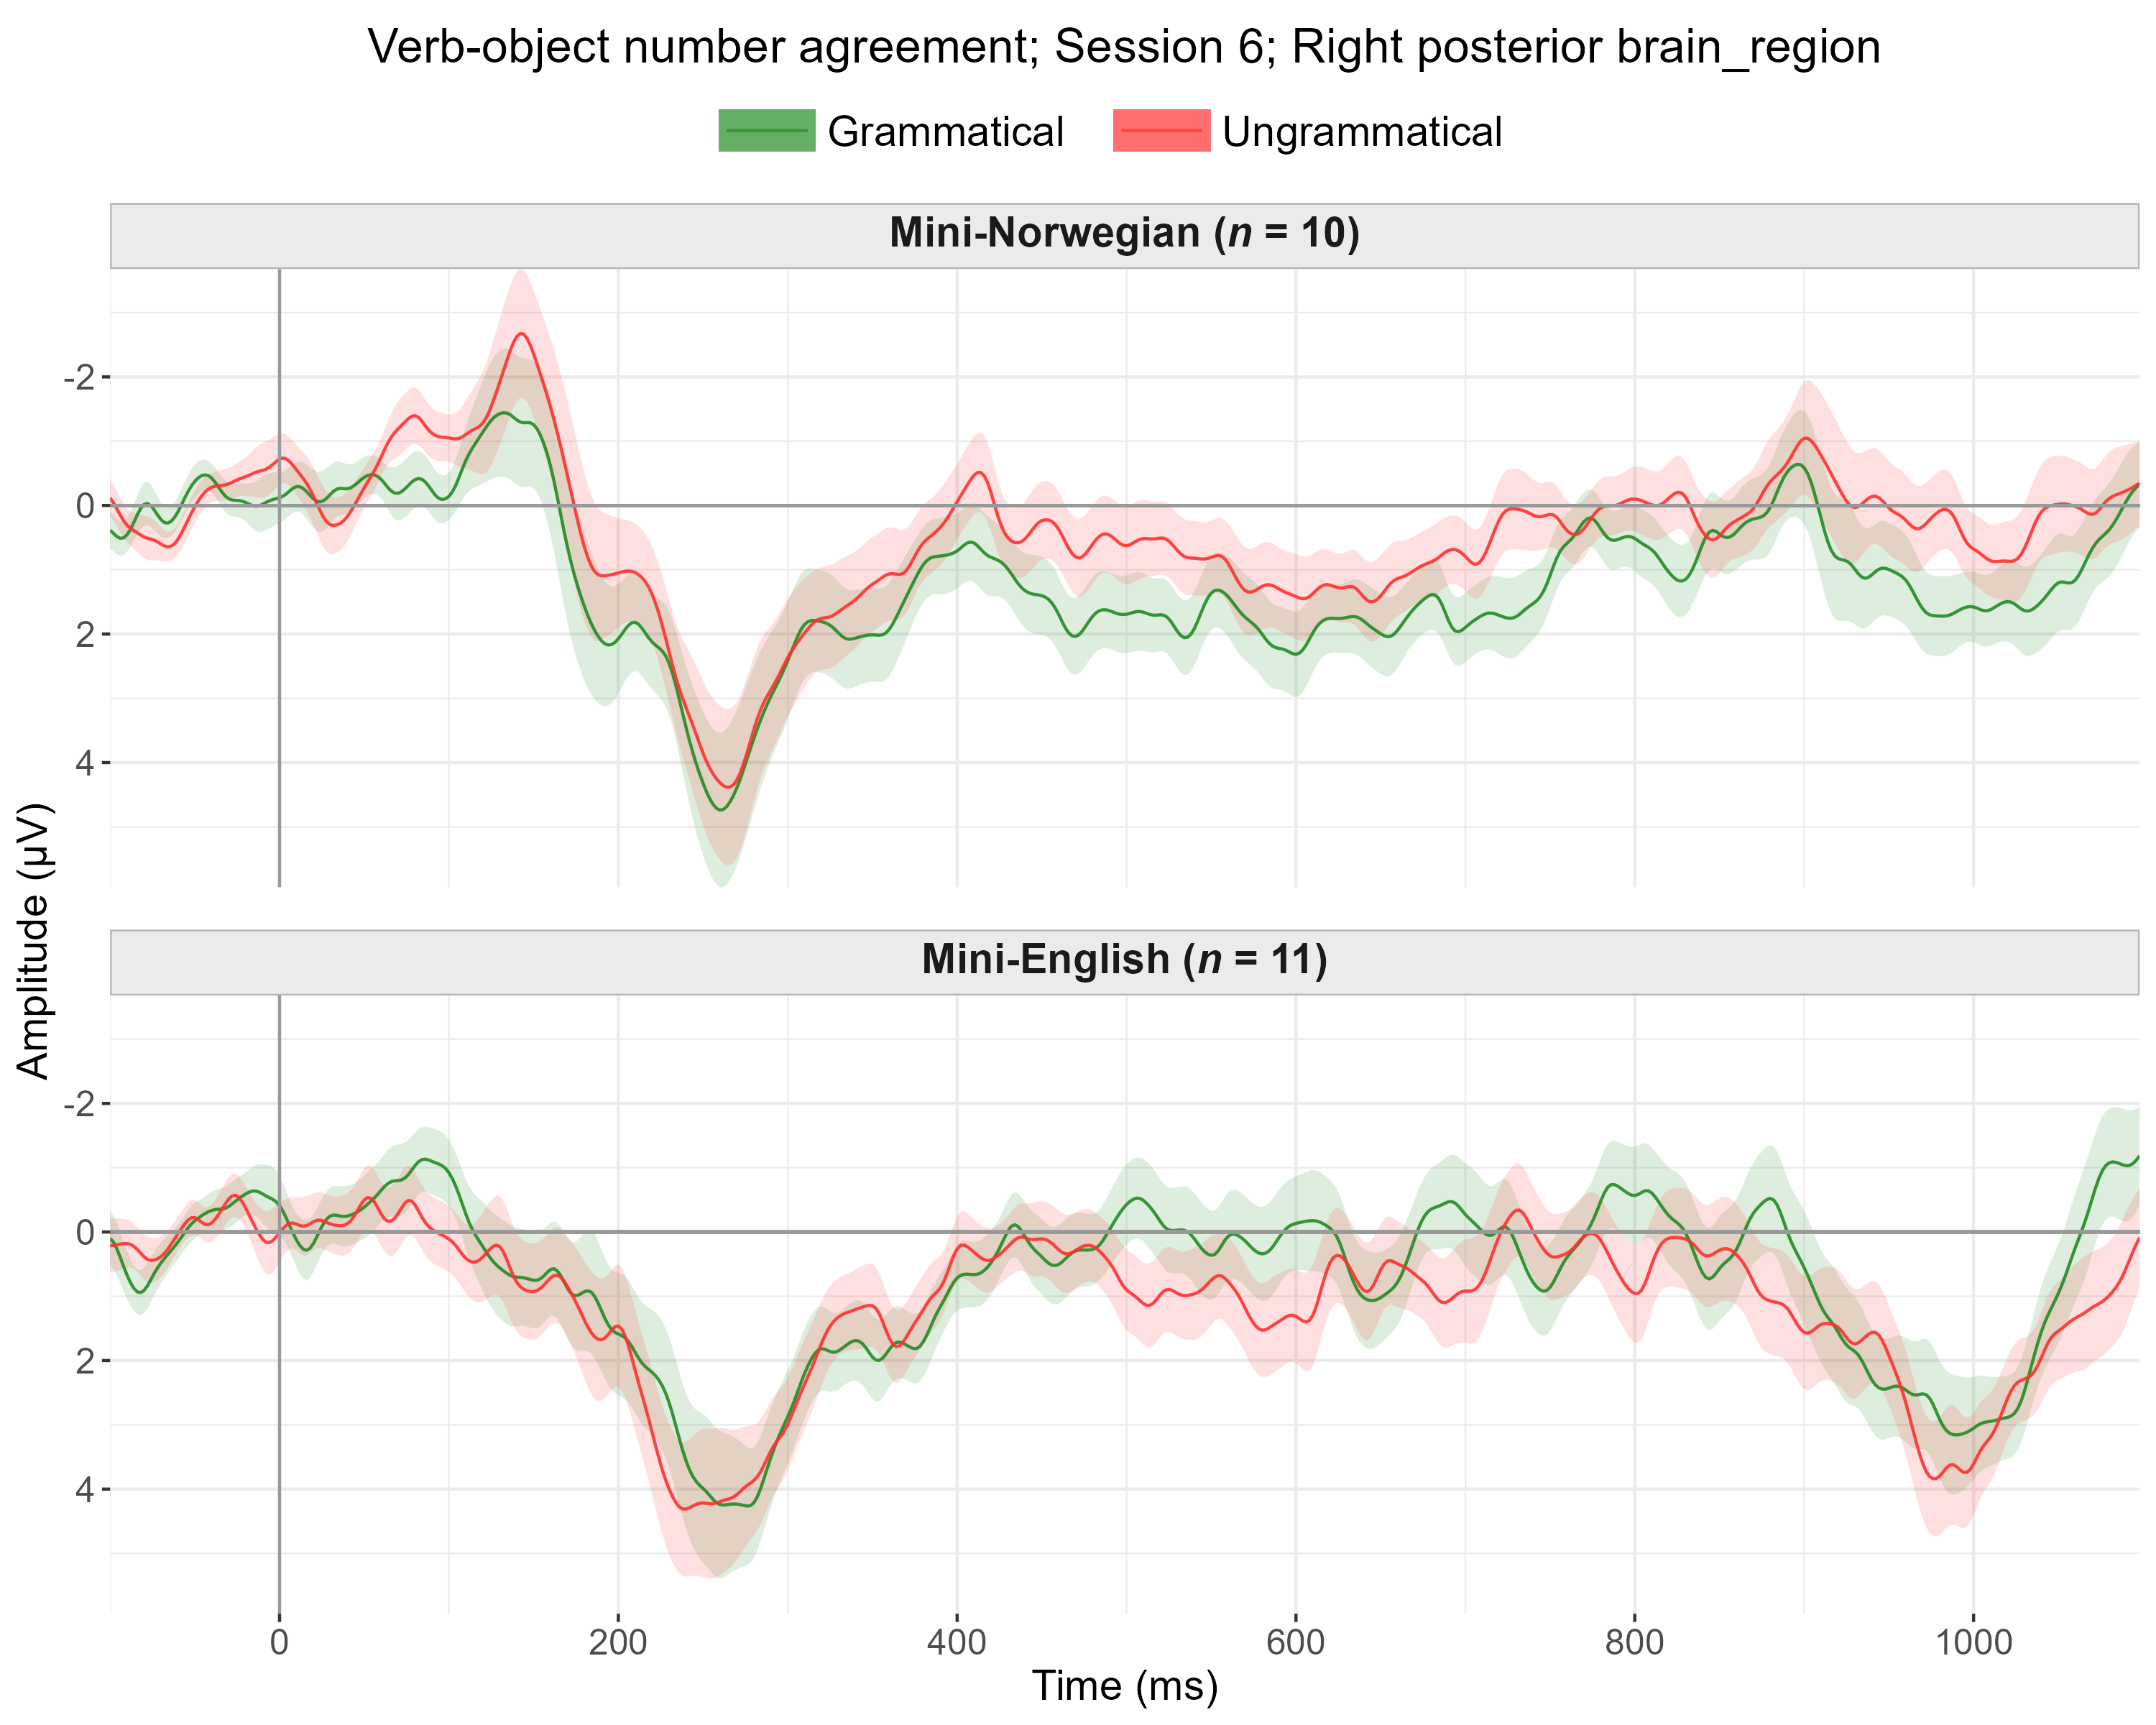 Verb-object number agreement; Session 6; Right posterior brain_region
Grammatical Ungrammatical
Mini-Norwegian (n = 10)
-2
0
2
4
Amplitude (µV)
Mini-English (n = 11)
-2
0
2
4
0 200 400 600 800 1000
Time (ms)